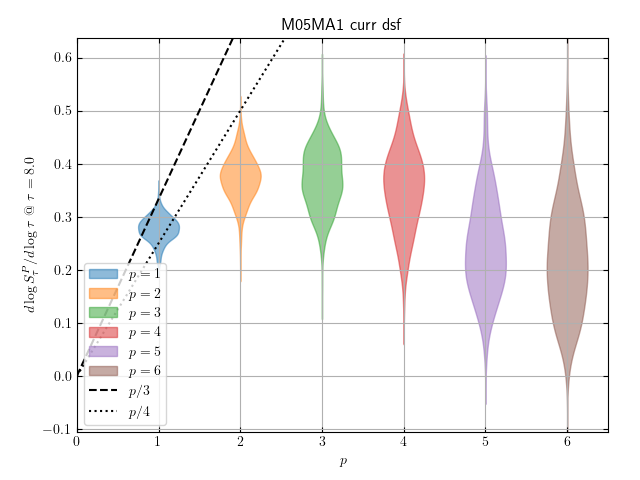 M05MA1 curr dsf
d log S_τ^P / d log τ @ τ = 8.0
0.6
0.5
0.4
0.3
0.2
0.1
0.0
−0.1
p = 1
p = 2
p = 3
p = 4
p = 5
p = 6
p/3
p/4
0 1 2 3 4 5 6
p